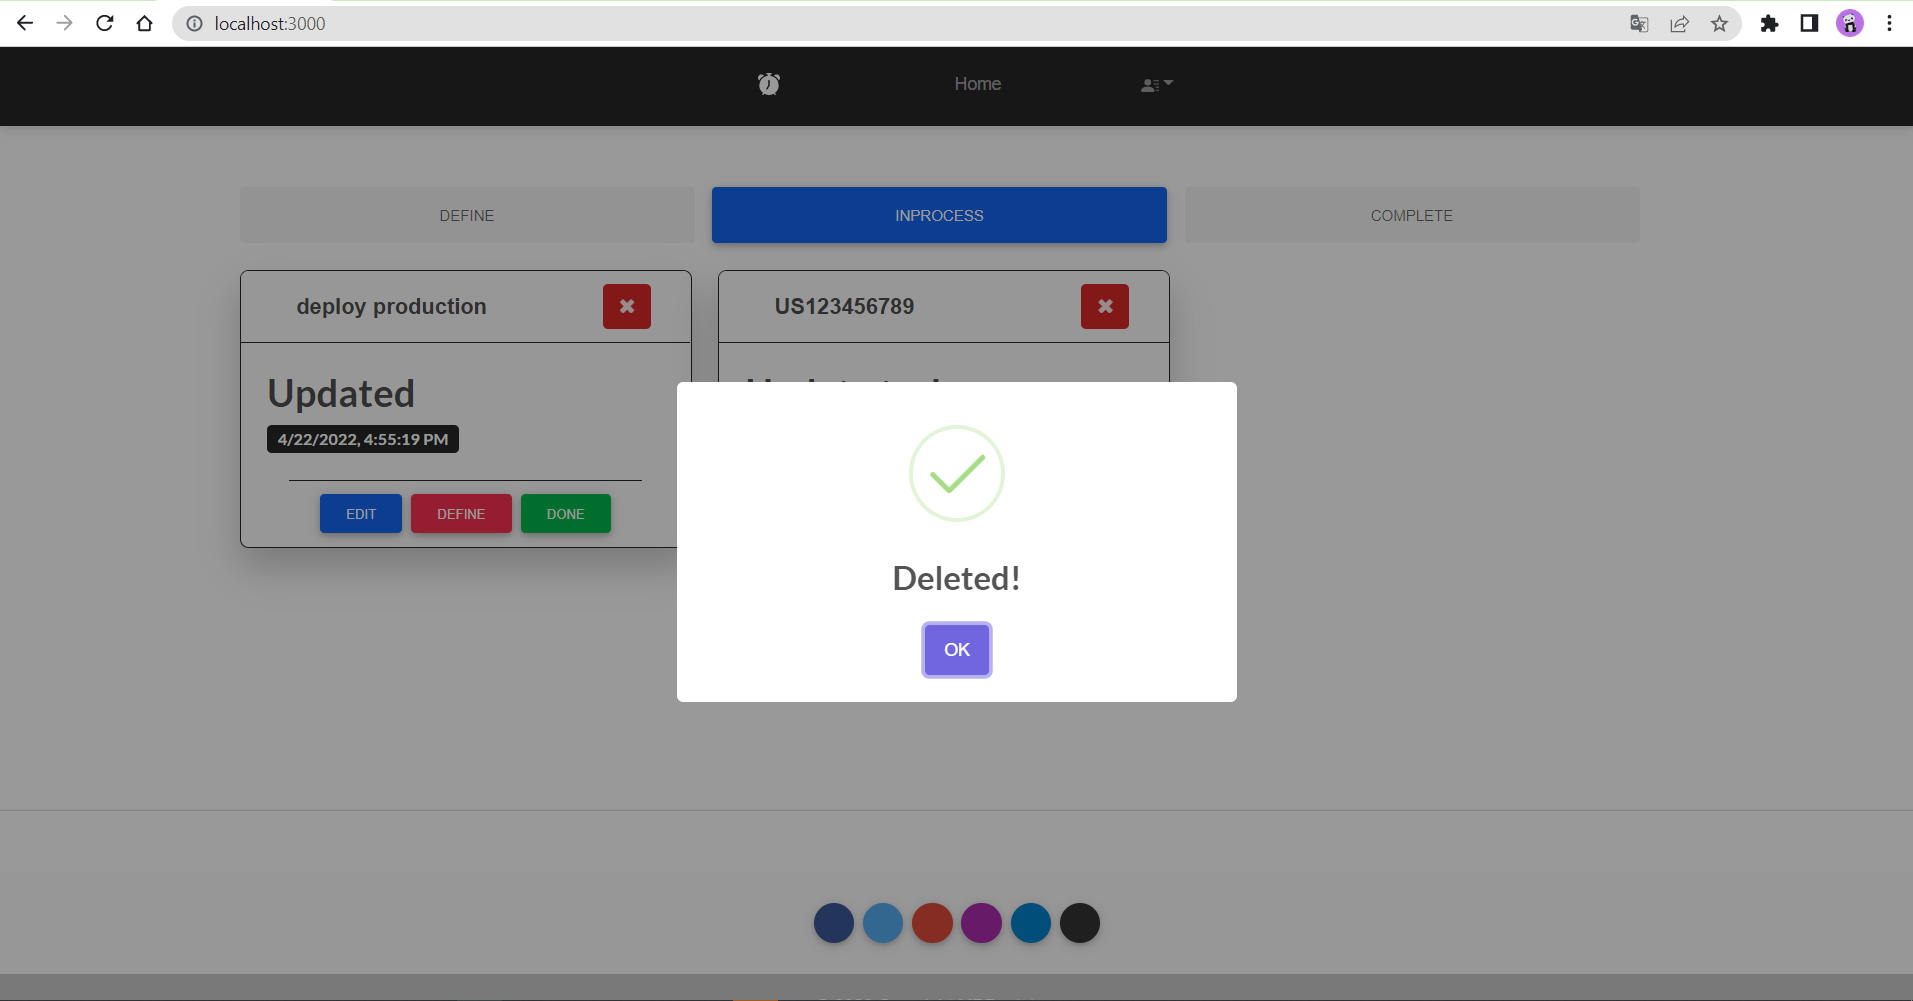 localhost:3000
Home
DEFINE
INPROCESS
COMPLETE
deploy production
US123456789
Updated
4/22/2022, 4:55:19 PM
EDIT
DEFINE
DONE
Deleted!
OK